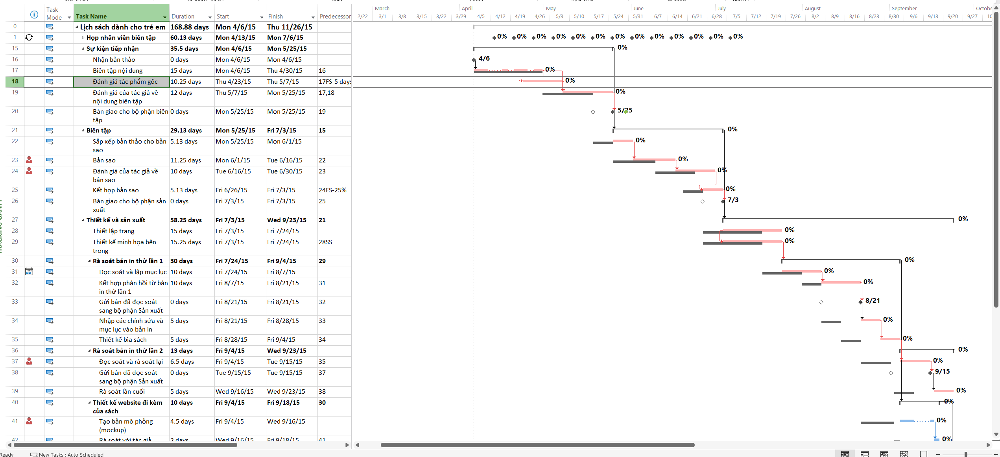 Task Views Resource Views Data Zoom Split View Window Macros
Task Mode Task Name Duration Start Finish Predecessor
March April May June July August September Octobe
2/22 3/1 3/8 3/15 3/22 3/29 4/5 4/12 4/19 4/26 5/3 5/10 5/17 5/24 5/31 6/7 6/14 6/21 6/28 7/5 7/12 7/19 7/26 8/2 8/9 8/16 8/23 8/30 9/6 9/13 9/20 9/27 10
0 Lịch sách dành cho trẻ em 168.88 days Mon 4/6/15 Thu 11/26/15
1 Họp nhân viên biên tập 60.13 days Mon 4/13/15 Mon 7/6/15 0% 0% 0% 0% 0% 0% 0% 0% 0% 0% 0% 0% 0%
15 Sự kiện tiếp nhận 35.5 days Mon 4/6/15 Mon 5/25/15 0%
16 Nhận bản thảo 0 days Mon 4/6/15 Mon 4/6/15 4/6
17 Biên tập nội dung 15 days Mon 4/6/15 Thu 4/30/15 16 0%
18 Đánh giá tác phẩm gốc 10.25 days Thu 4/23/15 Thu 5/7/15 17FS-5 days 0%
19 Đánh giá của tác giả về 12 days Thu 5/7/15 Mon 5/25/15 17,18 0%
nội dung biên tập
20 Bàn giao cho bộ phận biên 0 days Mon 5/25/15 Mon 5/25/15 19 5/25
tập
21 Biên tập 29.13 days Mon 5/25/15 Fri 7/3/15 15 0%
22 Sắp xếp bản thảo cho bản 5.13 days Mon 5/25/15 Mon 6/1/15 0%
sao
23 Bản sao 11.25 days Mon 6/1/15 Tue 6/16/15 22 0%
24 Đánh giá của tác giả về 10 days Tue 6/16/15 Tue 6/30/15 23 0%
bản sao
25 Kết hợp bản sao 5.13 days Fri 6/26/15 Fri 7/3/15 24FS-25% 0%
26 Bàn giao cho bộ phận sản 0 days Fri 7/3/15 Fri 7/3/15 25 7/3
xuất
27 Thiết kế và sản xuất 58.25 days Fri 7/3/15 Wed 9/23/15 21 0%
28 Thiết lập trang 15 days Fri 7/3/15 Fri 7/24/15 0%
29 Thiết kế minh họa bên 15.25 days Fri 7/3/15 Fri 7/24/15 28SS 0%
trong
30 Rà soát bản in thử lần 1 30 days Fri 7/24/15 Fri 9/4/15 29 0%
31 Đọc soát và lập mục lục 10 days Fri 7/24/15 Fri 8/7/15 0%
32 Kết hợp phản hồi từ bản 10 days Fri 8/7/15 Fri 8/21/15 31 0%
in thử lần 1
33 Gửi bản đã đọc soát 0 days Fri 8/21/15 Fri 8/21/15 32 8/21
sang bộ phận Sản xuất
34 Nhập các chỉnh sửa và 5 days Fri 8/21/15 Fri 8/28/15 33 0%
mục lục vào bản in
35 Thiết kế bìa sách 5 days Fri 8/28/15 Fri 9/4/15 34 0%
36 Rà soát bản in thử lần 2 13 days Fri 9/4/15 Wed 9/23/15 0%
37 Đọc soát và rà soát lại 6.5 days Fri 9/4/15 Tue 9/15/15 35 0%
38 Gửi bản đã đọc soát 0 days Tue 9/15/15 Tue 9/15/15 37 9/15
sang bộ phận Sản xuất
39 Rà soát lần cuối 5 days Wed 9/16/15 Wed 9/23/15 38 0%
40 Thiết kế website đi kèm 10 days Fri 9/4/15 Fri 9/18/15 30 0%
của sách
41 Tạo bản mô phỏng 4.5 days Fri 9/4/15 Wed 9/16/15 0%
(mockup)
42 Rà soát với tác giả 2 days Wed 9/16/15 Fri 9/18/15 41 0%
Ready New Tasks : Auto Scheduled